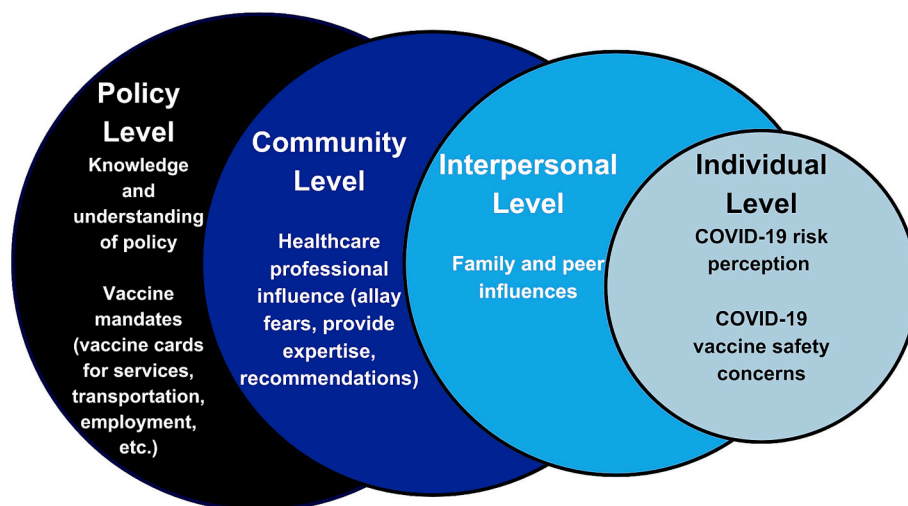 Policy
Level
Knowledge
and
understanding
of policy
Vaccine
mandates
(vaccine cards
for services,
transportation,
employment,
etc.)
Community
Level
Healthcare
professional
influence (allay
fears, provide
expertise,
recommendations)
Interpersonal
Level
Family and peer
influences
Individual
Level
COVID-19 risk
perception
COVID-19
vaccine safety
concerns